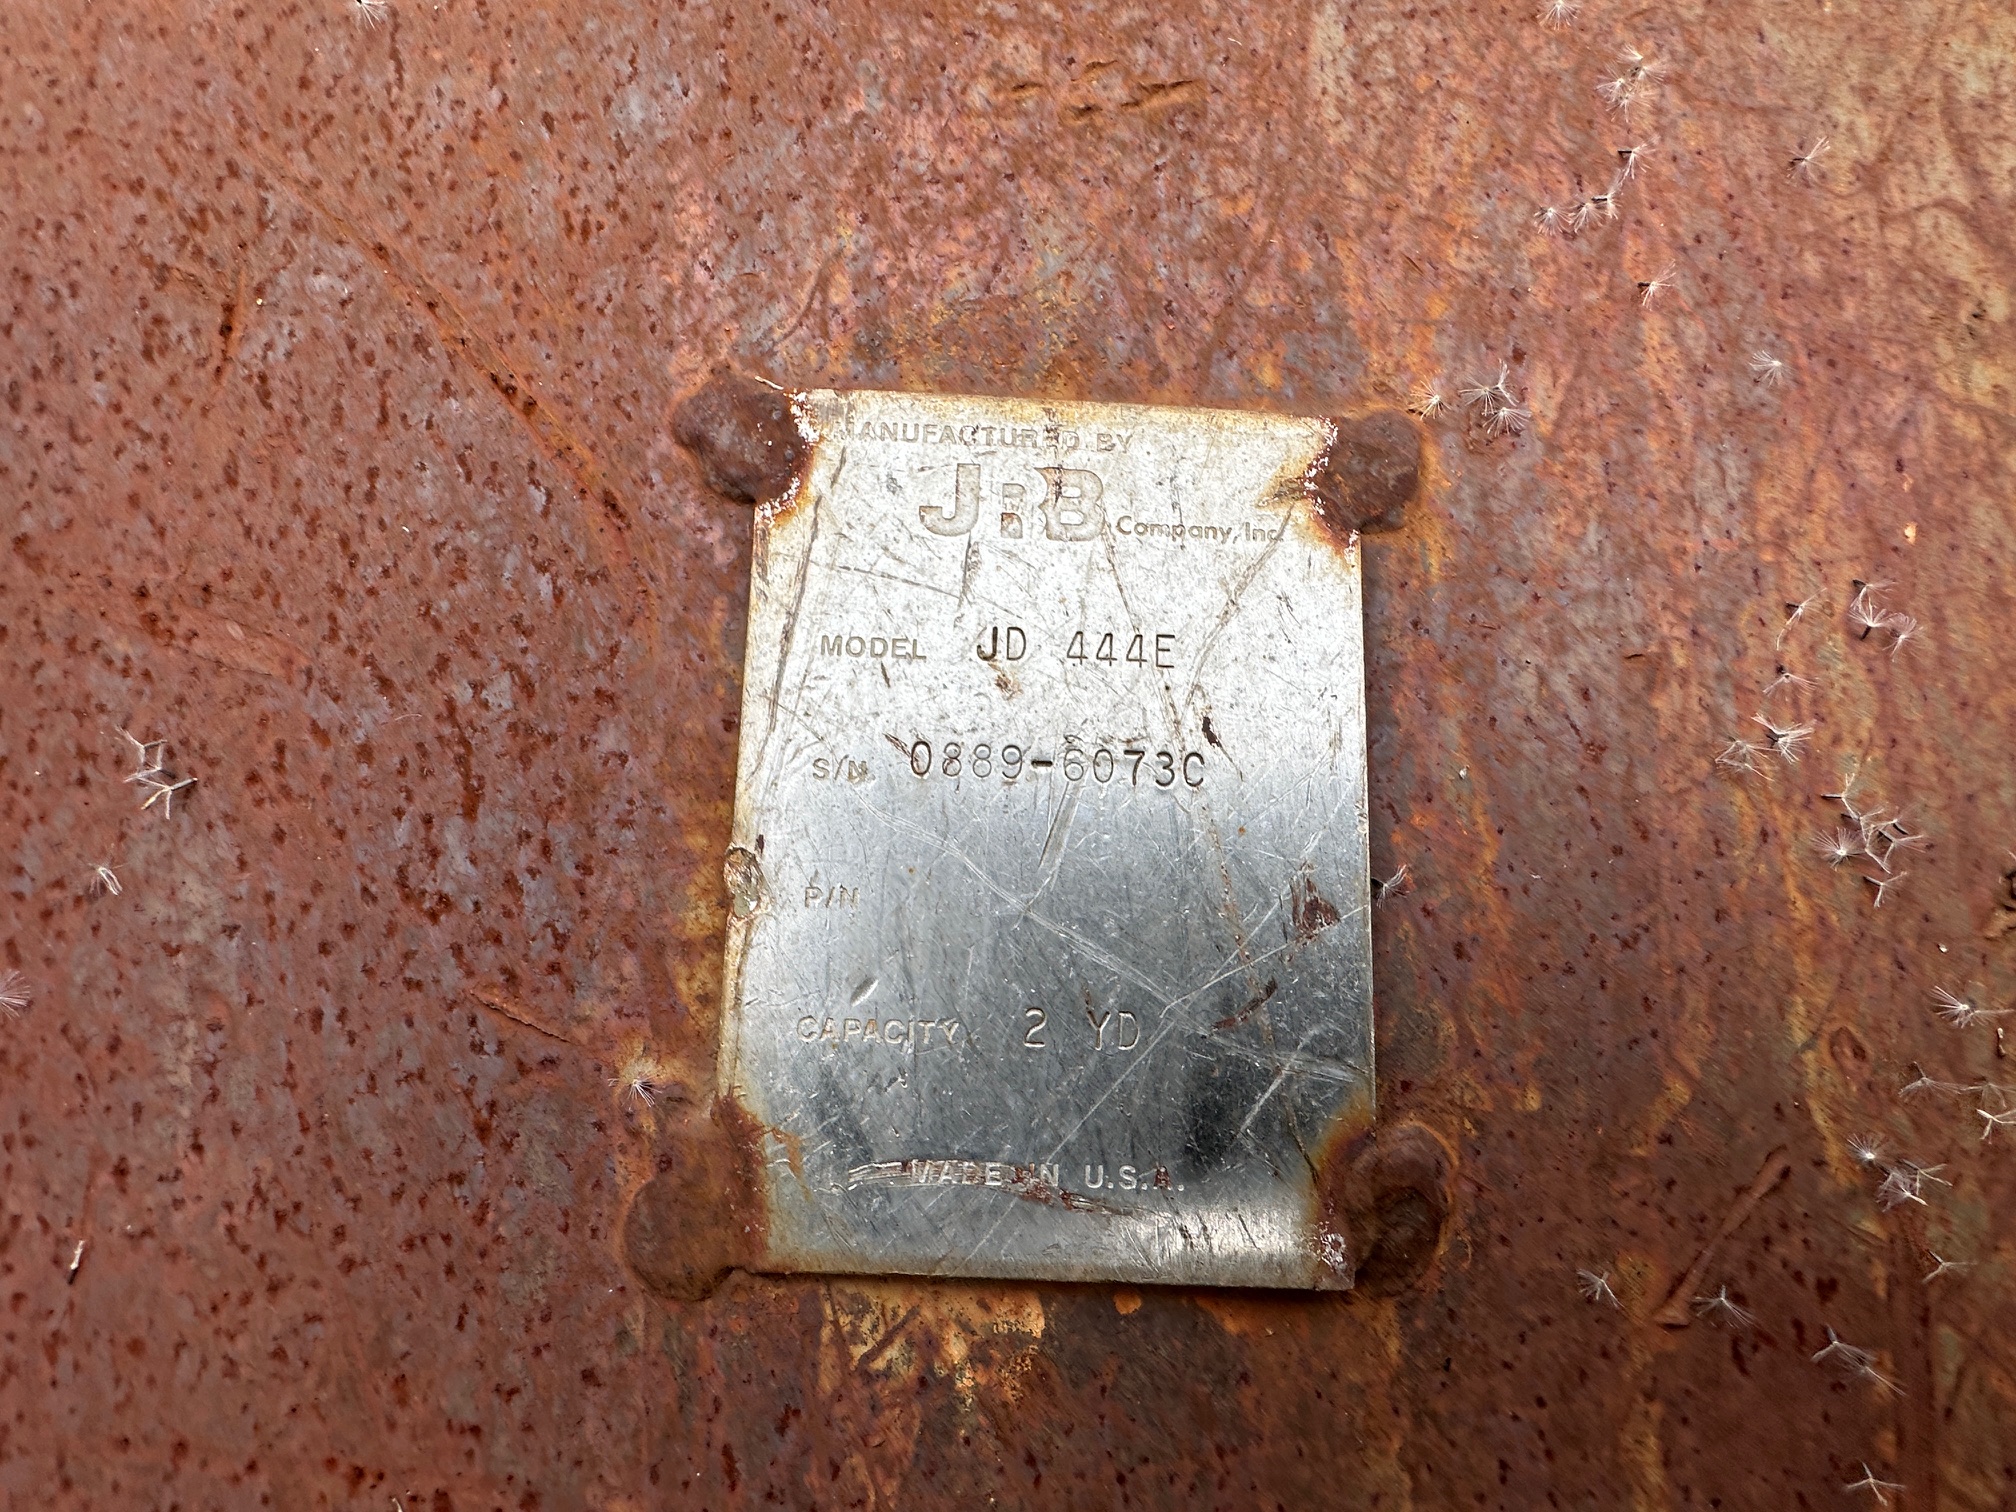 MANUFACTURED BY
JRB Company, Inc.
MODEL JD 444E
S/N 0889-6073C
P/N
CAPACITY 2 YD
MADE IN U.S.A.